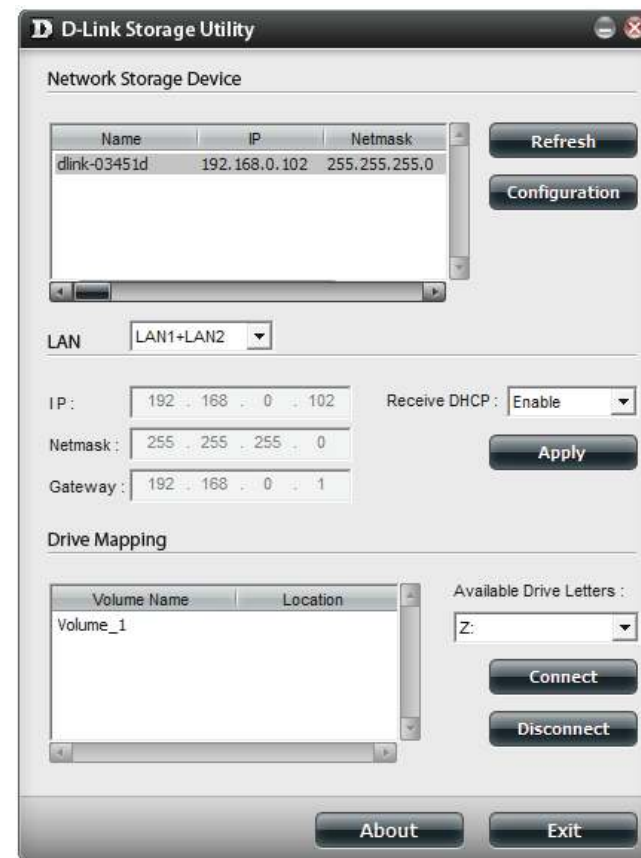 D D-Link Storage Utility
Network Storage Device
Name IP Netmask
dlink-03451d 192.168.0.102 255.255.255.0
Refresh
Configuration
LAN LAN1+LAN2
IP : 192 . 168 . 0 . 102 Receive DHCP : Enable
Netmask : 255 . 255 . 255 . 0 Apply
Gateway : 192 . 168 . 0 . 1
Drive Mapping
Volume Name Location Available Drive Letters :
Volume_1 Z:
Connect
Disconnect
About Exit